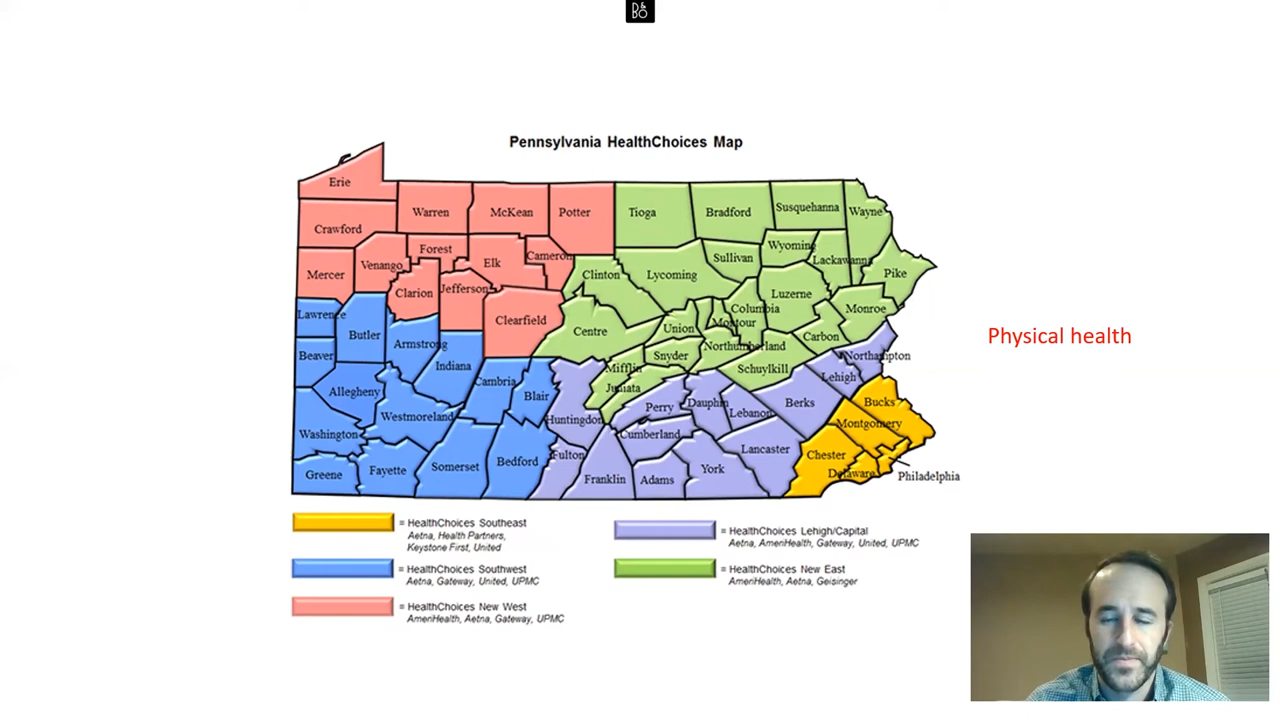 D&
BO
Pennsylvania HealthChoices Map
Erie
Warren
McKean
Potter
Tioga
Bradford
Susquehanna
Wayne
Crawford
Forest
Elk
Cameron
Sullivan
Wyoming
Lackawanna
Mercer
Venango
Clarion
Jefferson
Clinton
Lycoming
Luzerne
Pike
Lawrence
Butler
Clearfield
Centre
Union
Montour
Columbia
Monroe
Carbon
Physical health
Beaver
Armstrong
Indiana
Snyder
Northumberland
Northampton
Mifflin
Juniata
Schuylkill
Lehigh
Allegheny
Cambria
Blair
Huntingdon
Perry
Dauphin
Lebanon
Berks
Bucks
Westmoreland
Montgomery
Washington
Cumberland
Greene
Fayette
Somerset
Bedford
Fulton
Franklin
Adams
York
Lancaster
Chester
Delaware
Philadelphia
= HealthChoices Southeast
Aetna, Health Partners,
Keystone First, United
= HealthChoices Southwest
Aetna, Gateway, United, UPMC
= HealthChoices New West
AmeriHealth, Aetna, Gateway, UPMC
= HealthChoices Lehigh/Capital
Aetna, AmeriHealth, Gateway, United, UPMC
= HealthChoices New East
AmeriHealth, Aetna, Geisinger